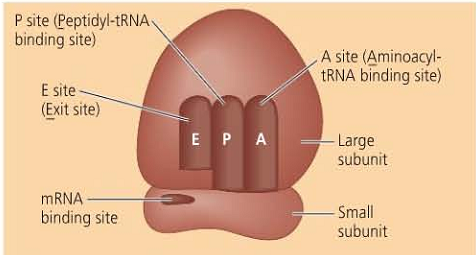 P site (Peptidyl-tRNA
binding site)
A site (Aminoacyl-
tRNA binding site)
E site
(Exit site)
E P A
Large
subunit
mRNA
binding site
Small
subunit